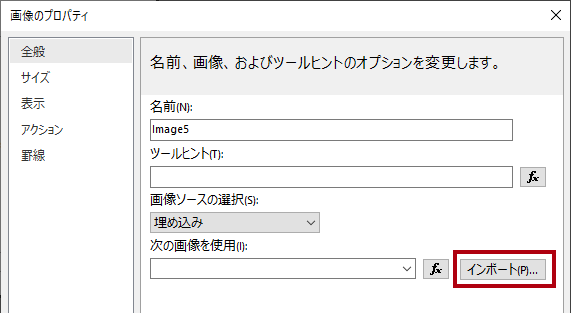 画像のプロパティ
全般
サイズ
表示
アクション
罫線
名前、画像、およびツールヒントのオプションを変更します。
名前(N):
Image5
ツールヒント(T):
fx
画像ソースの選択(S):
埋め込み
次の画像を使用(I):
fx
インポート(P)...